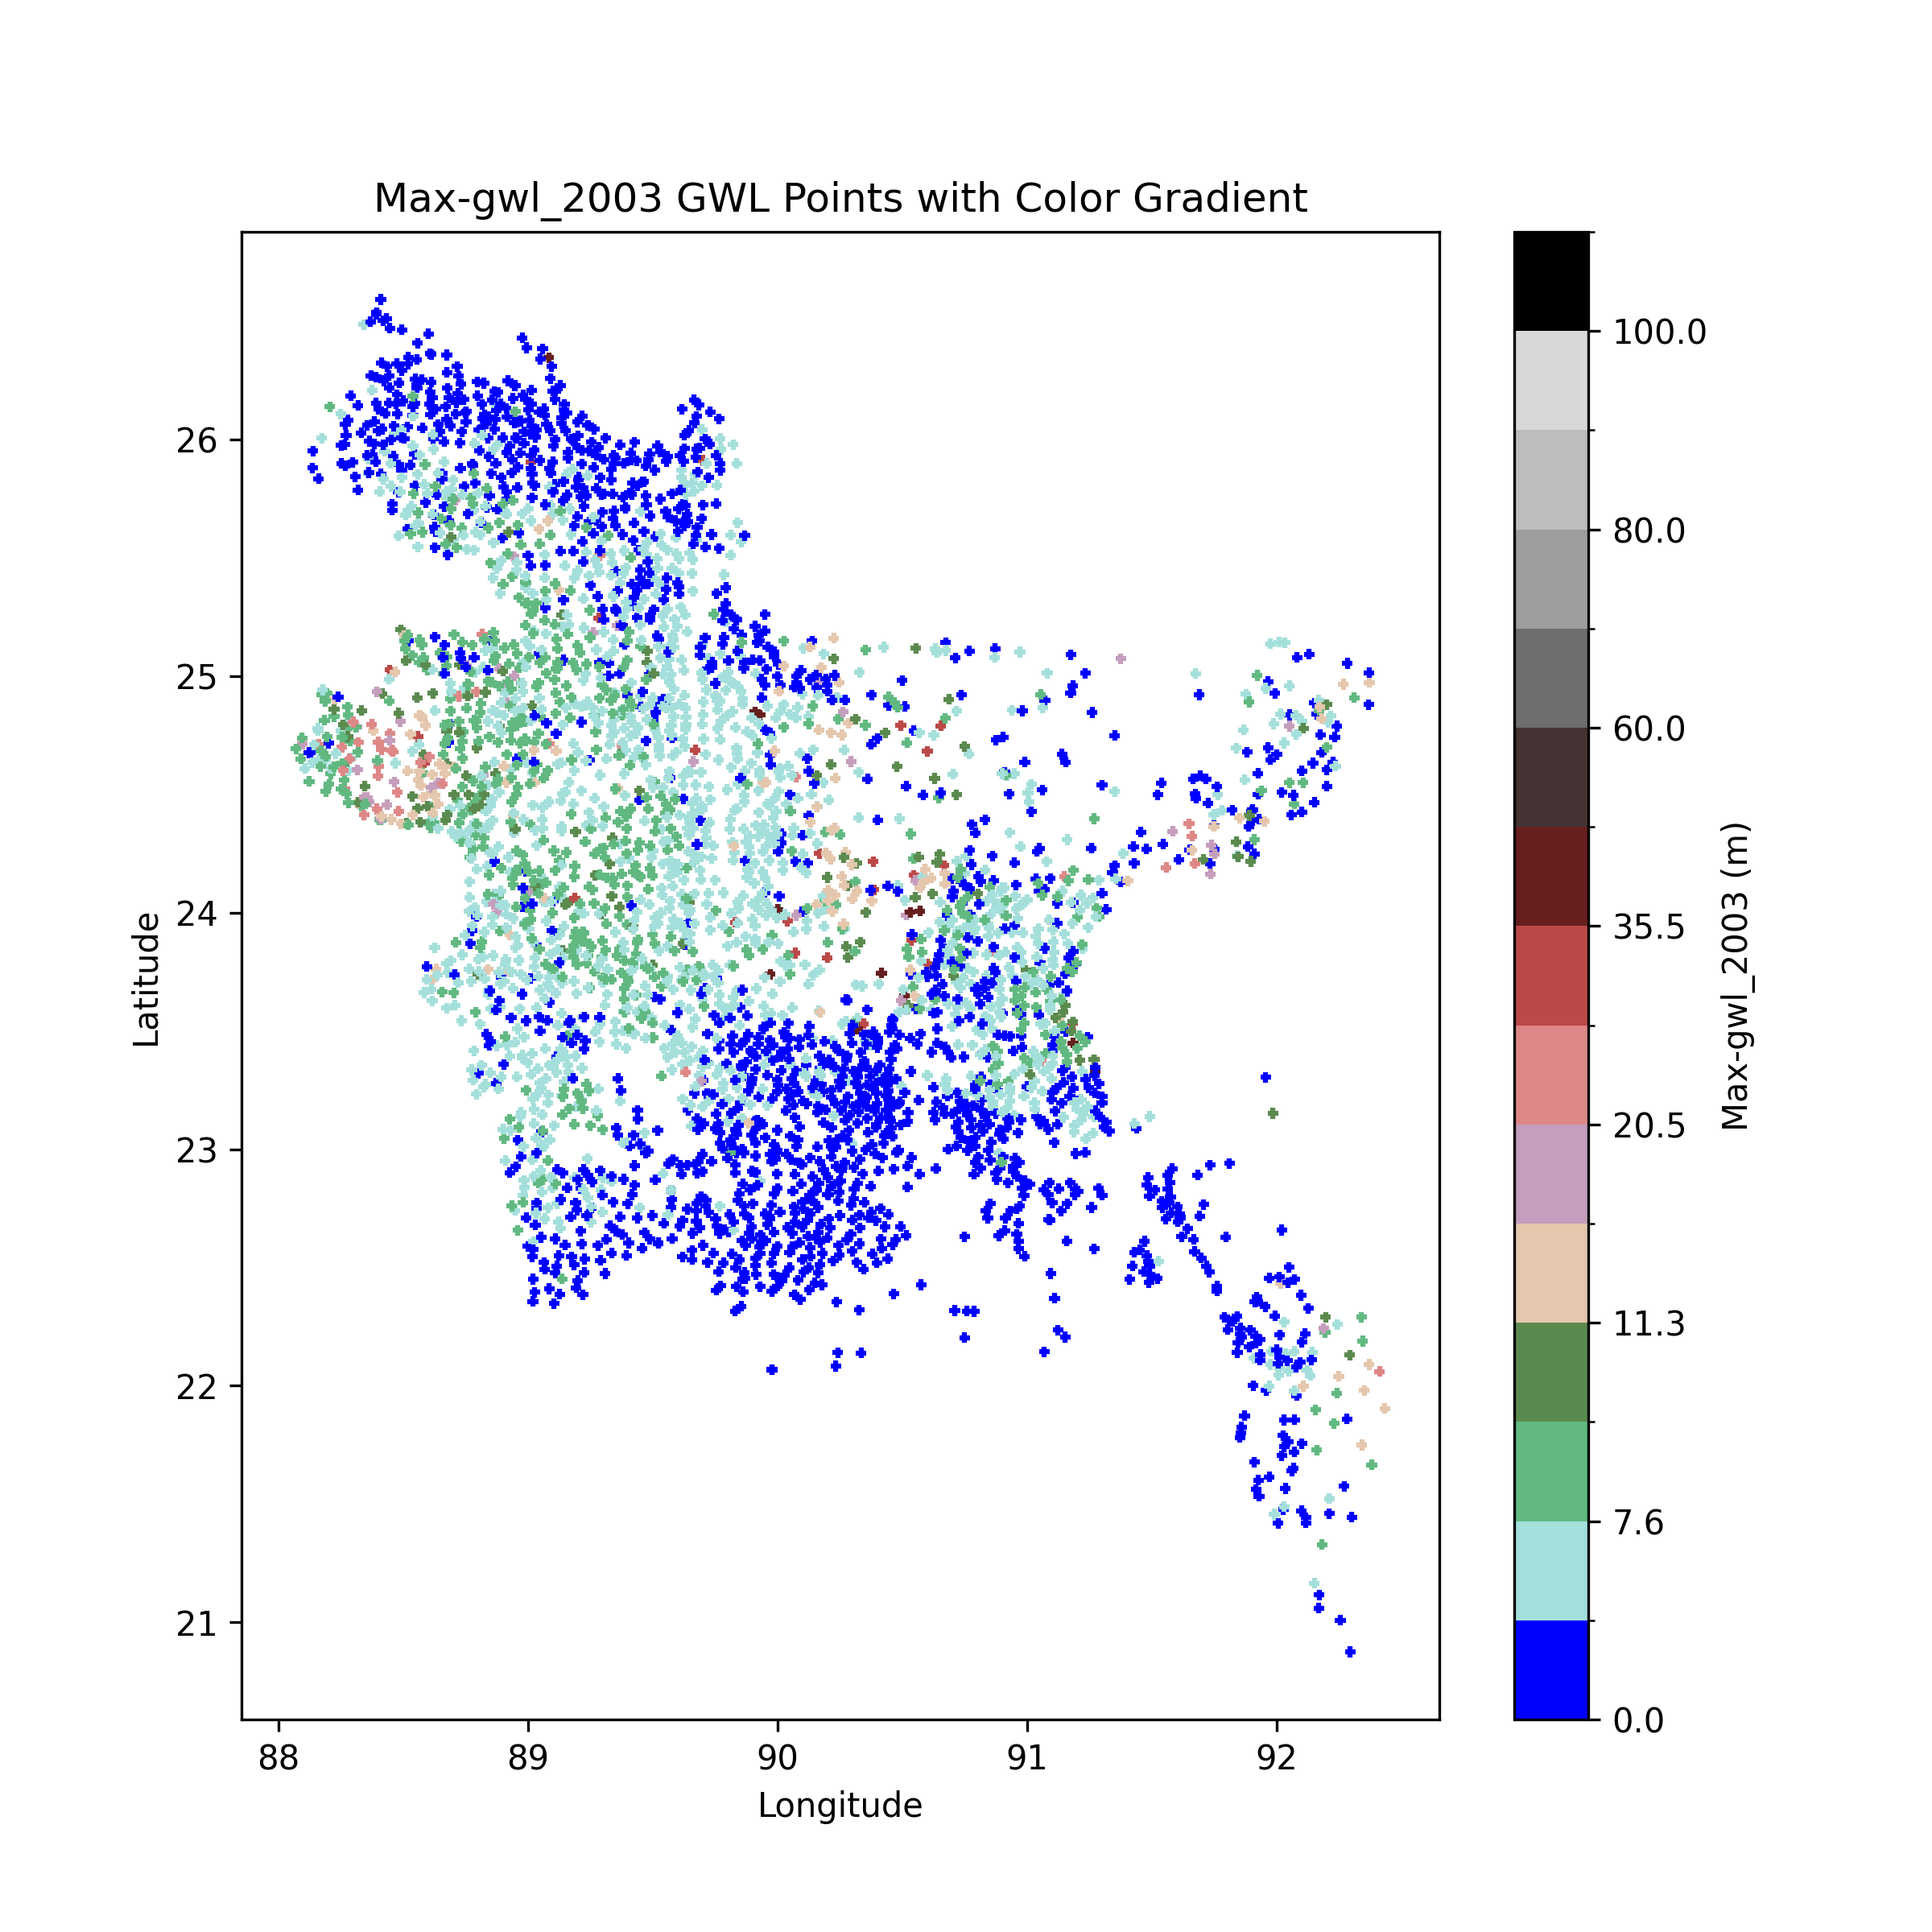 Max-gwl_2003 GWL Points with Color Gradient
Latitude
26
25
24
23
22
21
88 89 90 91 92
Longitude
100.0
80.0
60.0
35.5
20.5
11.3
7.6
0.0
Max-gwl_2003 (m)